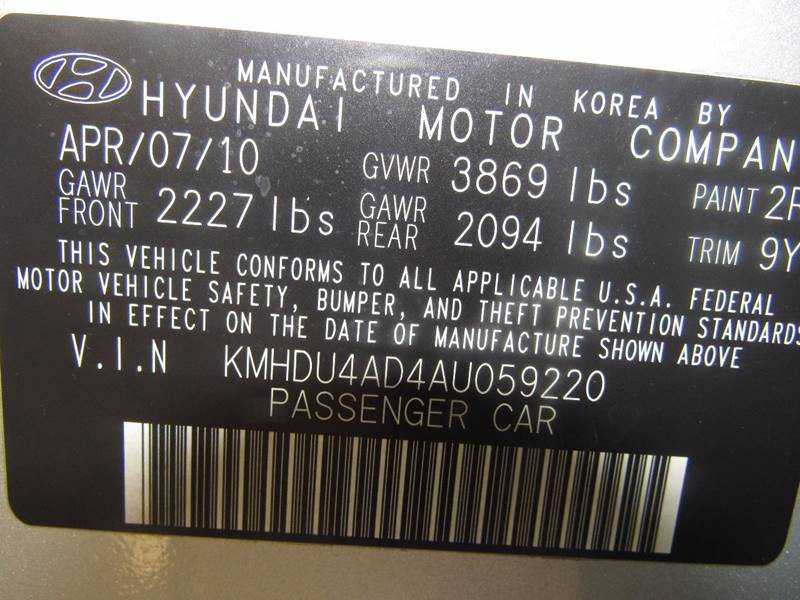 MANUFACTURED IN KOREA BY
HYUNDAI MOTOR COMPAN
APR/07/10 GVWR 3869 lbs PAINT 2R
GAWR FRONT 2227 lbs GAWR REAR 2094 lbs TRIM 9Y
THIS VEHICLE CONFORMS TO ALL APPLICABLE U.S.A. FEDERAL
MOTOR VEHICLE SAFETY, BUMPER, AND THEFT PREVENTION STANDARDS
IN EFFECT ON THE DATE OF MANUFACTURE SHOWN ABOVE
V.I.N KMHDU4AD4AU059220
PASSENGER CAR